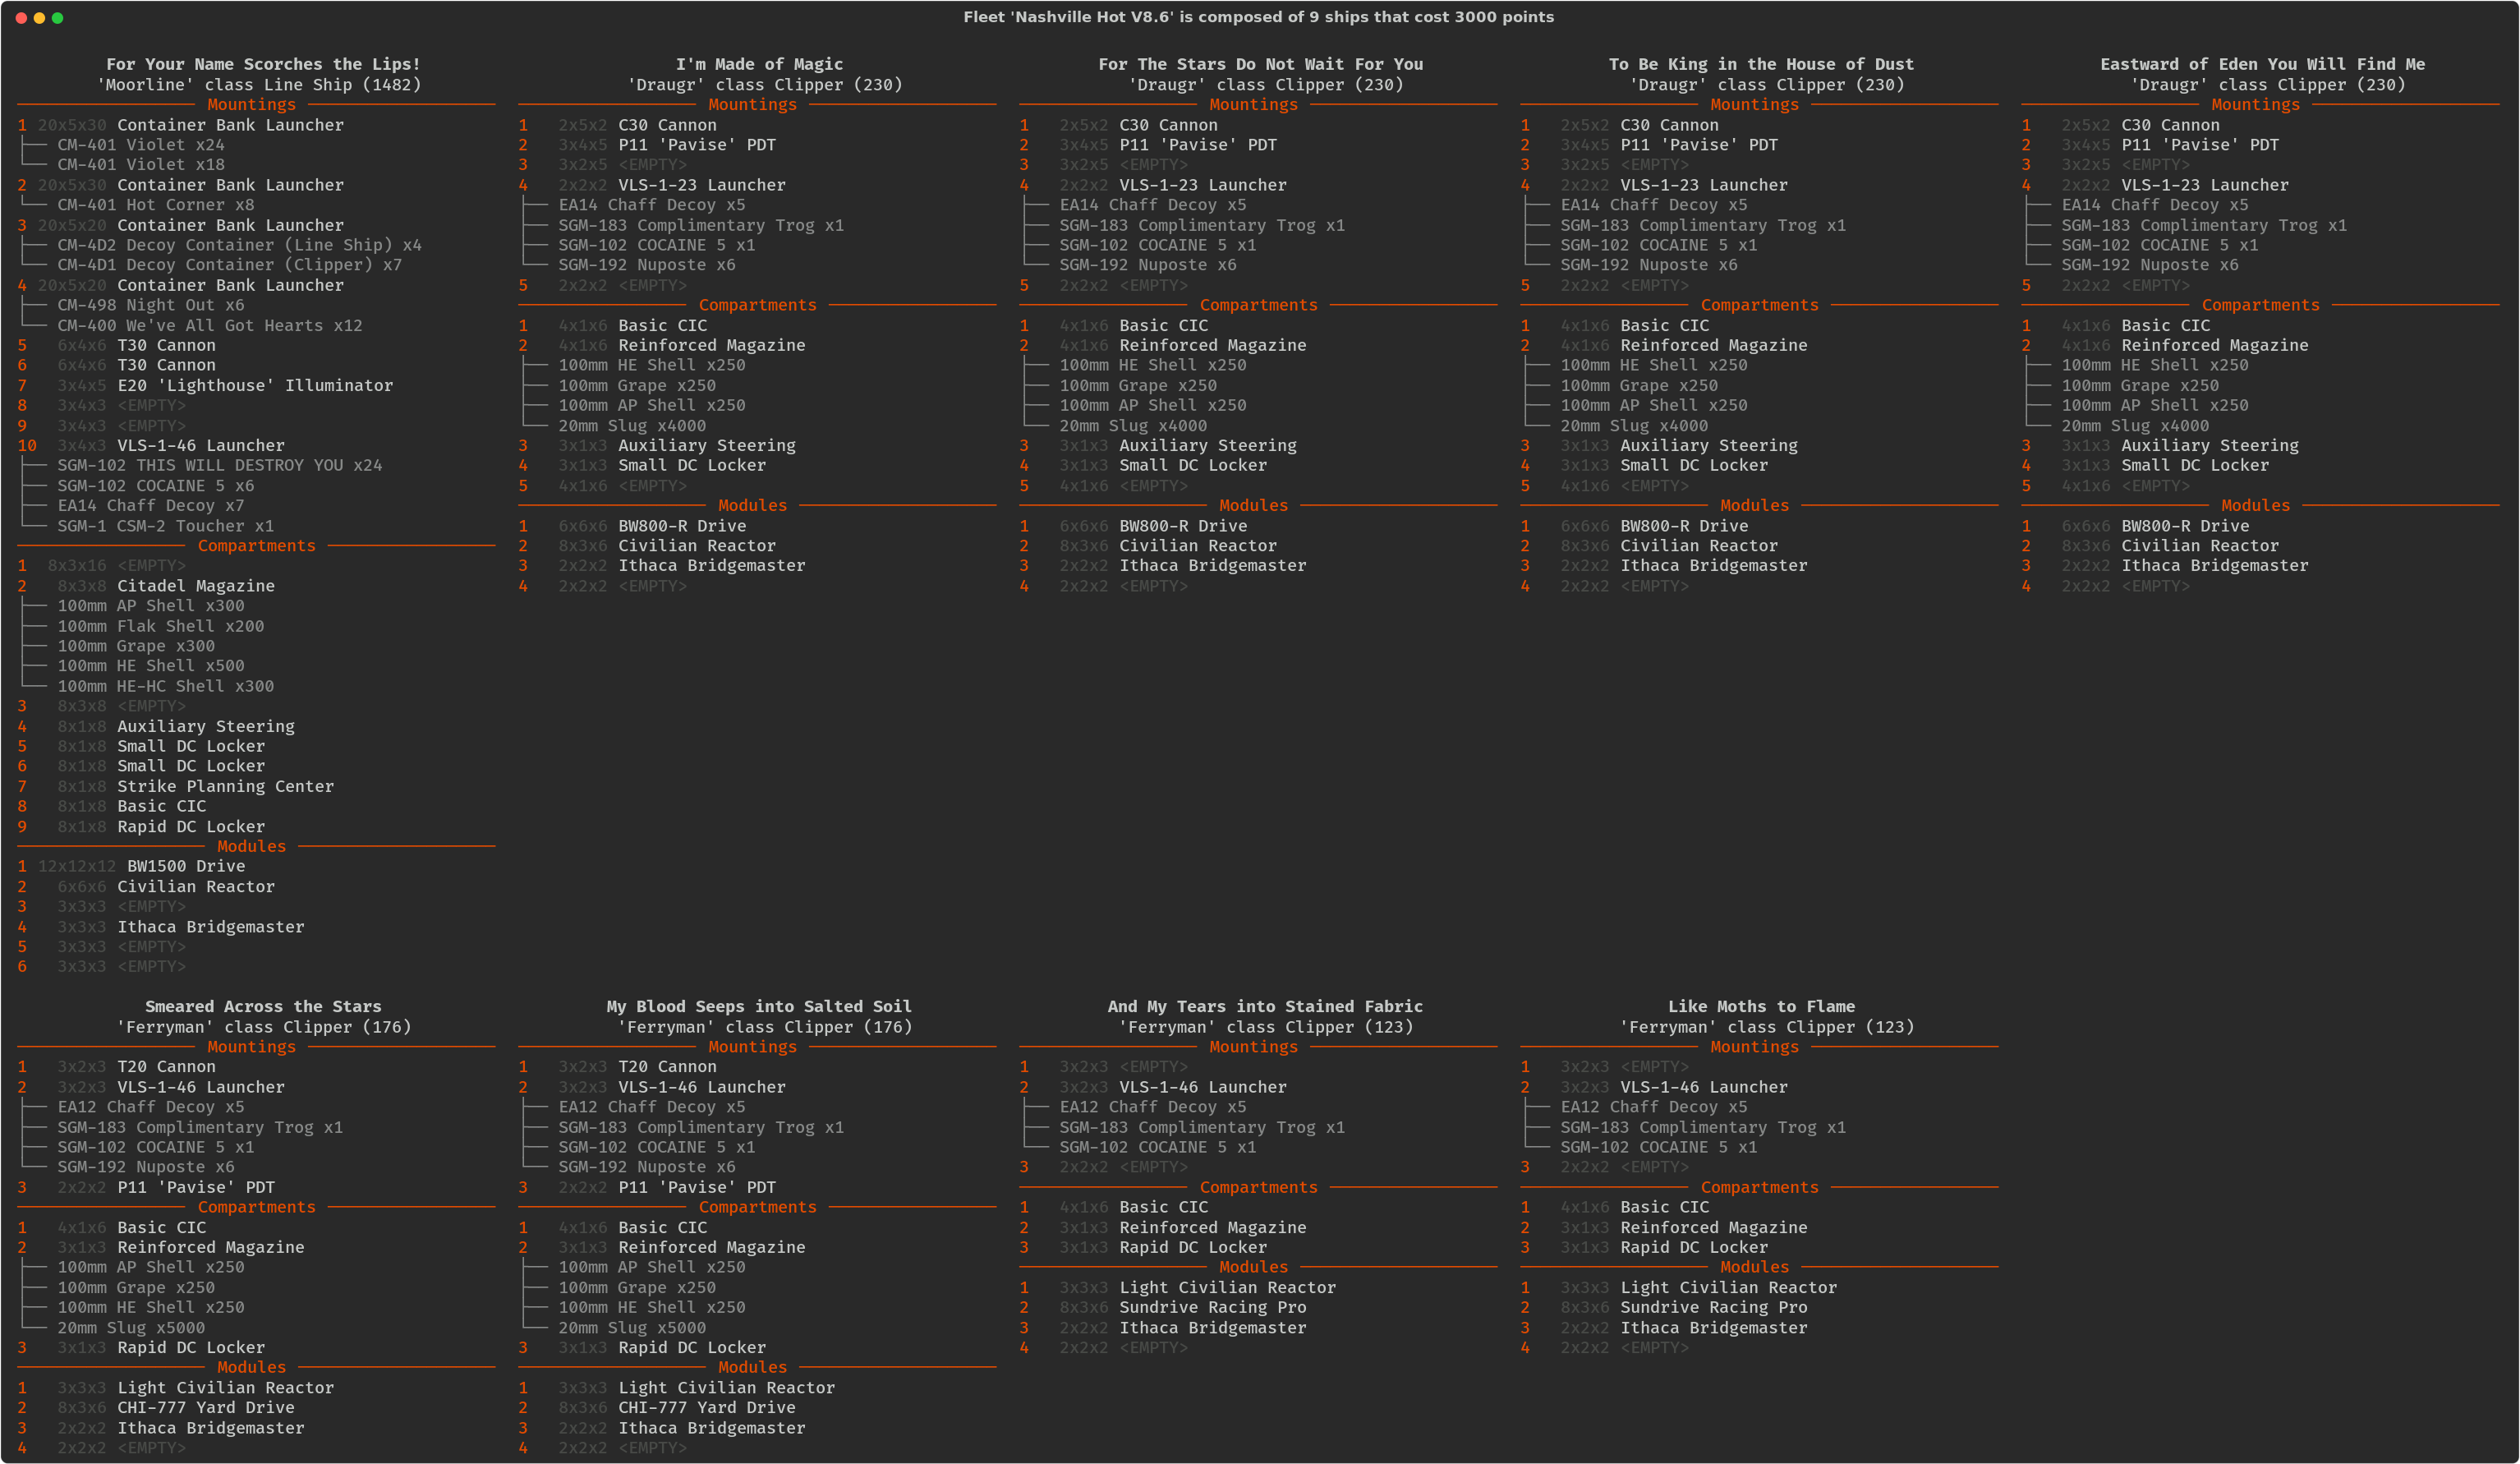 Fleet 'Nashville Hot V8.6' is composed of 9 ships that cost 3000 points
For Your Name Scorches the Lips!
'Moorline' class Line Ship (1482)
Mountings
1 20x5x30 Container Bank Launcher
CM-401 Violet x24
CM-401 Violet x18
2 20x5x30 Container Bank Launcher
CM-401 Hot Corner x8
3 20x5x20 Container Bank Launcher
CM-4D2 Decoy Container (Line Ship) x4
CM-4D1 Decoy Container (Clipper) x7
4 20x5x20 Container Bank Launcher
CM-498 Night Out x6
CM-400 We've All Got Hearts x12
5 6x4x6 T30 Cannon
6 6x4x6 T30 Cannon
7 3x4x5 E20 'Lighthouse' Illuminator
8 3x4x3 <EMPTY>
9 3x4x3 <EMPTY>
10 3x4x3 VLS-1-46 Launcher
SGM-102 THIS WILL DESTROY YOU x24
SGM-102 COCAINE 5 x6
EA14 Chaff Decoy x7
SGM-1 CSM-2 Toucher x1
Compartments
1 8x3x16 <EMPTY>
2 8x3x8 Citadel Magazine
100mm AP Shell x300
100mm Flak Shell x200
100mm Grape x300
100mm HE Shell x500
100mm HE-HC Shell x300
3 8x3x8 <EMPTY>
4 8x1x8 Auxiliary Steering
5 8x1x8 Small DC Locker
6 8x1x8 Small DC Locker
7 8x1x8 Strike Planning Center
8 8x1x8 Basic CIC
9 8x1x8 Rapid DC Locker
Modules
1 12x12x12 BW1500 Drive
2 6x6x6 Civilian Reactor
3 3x3x3 <EMPTY>
4 3x3x3 Ithaca Bridgemaster
5 3x3x3 <EMPTY>
6 3x3x3 <EMPTY>
I'm Made of Magic
'Draugr' class Clipper (230)
Mountings
1 2x5x2 C30 Cannon
2 3x4x5 P11 'Pavise' PDT
3 3x2x5 <EMPTY>
4 2x2x2 VLS-1-23 Launcher
EA14 Chaff Decoy x5
SGM-183 Complimentary Trog x1
SGM-102 COCAINE 5 x1
SGM-192 Nuposte x6
5 2x2x2 <EMPTY>
Compartments
1 4x1x6 Basic CIC
2 4x1x6 Reinforced Magazine
100mm HE Shell x250
100mm Grape x250
100mm AP Shell x250
20mm Slug x4000
3 3x1x3 Auxiliary Steering
4 3x1x3 Small DC Locker
5 4x1x6 <EMPTY>
Modules
1 6x6x6 BW800-R Drive
2 8x3x6 Civilian Reactor
3 2x2x2 Ithaca Bridgemaster
4 2x2x2 <EMPTY>
For The Stars Do Not Wait For You
'Draugr' class Clipper (230)
Mountings
1 2x5x2 C30 Cannon
2 3x4x5 P11 'Pavise' PDT
3 3x2x5 <EMPTY>
4 2x2x2 VLS-1-23 Launcher
EA14 Chaff Decoy x5
SGM-183 Complimentary Trog x1
SGM-102 COCAINE 5 x1
SGM-192 Nuposte x6
5 2x2x2 <EMPTY>
Compartments
1 4x1x6 Basic CIC
2 4x1x6 Reinforced Magazine
100mm HE Shell x250
100mm Grape x250
100mm AP Shell x250
20mm Slug x4000
3 3x1x3 Auxiliary Steering
4 3x1x3 Small DC Locker
5 4x1x6 <EMPTY>
Modules
1 6x6x6 BW800-R Drive
2 8x3x6 Civilian Reactor
3 2x2x2 Ithaca Bridgemaster
4 2x2x2 <EMPTY>
To Be King in the House of Dust
'Draugr' class Clipper (230)
Mountings
1 2x5x2 C30 Cannon
2 3x4x5 P11 'Pavise' PDT
3 3x2x5 <EMPTY>
4 2x2x2 VLS-1-23 Launcher
EA14 Chaff Decoy x5
SGM-183 Complimentary Trog x1
SGM-102 COCAINE 5 x1
SGM-192 Nuposte x6
5 2x2x2 <EMPTY>
Compartments
1 4x1x6 Basic CIC
2 4x1x6 Reinforced Magazine
100mm HE Shell x250
100mm Grape x250
100mm AP Shell x250
20mm Slug x4000
3 3x1x3 Auxiliary Steering
4 3x1x3 Small DC Locker
5 4x1x6 <EMPTY>
Modules
1 6x6x6 BW800-R Drive
2 8x3x6 Civilian Reactor
3 2x2x2 Ithaca Bridgemaster
4 2x2x2 <EMPTY>
Eastward of Eden You Will Find Me
'Draugr' class Clipper (230)
Mountings
1 2x5x2 C30 Cannon
2 3x4x5 P11 'Pavise' PDT
3 3x2x5 <EMPTY>
4 2x2x2 VLS-1-23 Launcher
EA14 Chaff Decoy x5
SGM-183 Complimentary Trog x1
SGM-102 COCAINE 5 x1
SGM-192 Nuposte x6
5 2x2x2 <EMPTY>
Compartments
1 4x1x6 Basic CIC
2 4x1x6 Reinforced Magazine
100mm HE Shell x250
100mm Grape x250
100mm AP Shell x250
20mm Slug x4000
3 3x1x3 Auxiliary Steering
4 3x1x3 Small DC Locker
5 4x1x6 <EMPTY>
Modules
1 6x6x6 BW800-R Drive
2 8x3x6 Civilian Reactor
3 2x2x2 Ithaca Bridgemaster
4 2x2x2 <EMPTY>
Smeared Across the Stars
'Ferryman' class Clipper (176)
Mountings
1 3x2x3 T20 Cannon
2 3x2x3 VLS-1-46 Launcher
EA12 Chaff Decoy x5
SGM-183 Complimentary Trog x1
SGM-102 COCAINE 5 x1
SGM-192 Nuposte x6
3 2x2x2 P11 'Pavise' PDT
Compartments
1 4x1x6 Basic CIC
2 3x1x3 Reinforced Magazine
100mm AP Shell x250
100mm Grape x250
100mm HE Shell x250
20mm Slug x5000
3 3x1x3 Rapid DC Locker
Modules
1 3x3x3 Light Civilian Reactor
2 8x3x6 CHI-777 Yard Drive
3 2x2x2 Ithaca Bridgemaster
4 2x2x2 <EMPTY>
My Blood Seeps into Salted Soil
'Ferryman' class Clipper (176)
Mountings
1 3x2x3 T20 Cannon
2 3x2x3 VLS-1-46 Launcher
EA12 Chaff Decoy x5
SGM-183 Complimentary Trog x1
SGM-102 COCAINE 5 x1
SGM-192 Nuposte x6
3 2x2x2 P11 'Pavise' PDT
Compartments
1 4x1x6 Basic CIC
2 3x1x3 Reinforced Magazine
100mm AP Shell x250
100mm Grape x250
100mm HE Shell x250
20mm Slug x5000
3 3x1x3 Rapid DC Locker
Modules
1 3x3x3 Light Civilian Reactor
2 8x3x6 CHI-777 Yard Drive
3 2x2x2 Ithaca Bridgemaster
4 2x2x2 <EMPTY>
And My Tears into Stained Fabric
'Ferryman' class Clipper (123)
Mountings
1 3x2x3 <EMPTY>
2 3x2x3 VLS-1-46 Launcher
EA12 Chaff Decoy x5
SGM-183 Complimentary Trog x1
SGM-102 COCAINE 5 x1
3 2x2x2 <EMPTY>
Compartments
1 4x1x6 Basic CIC
2 3x1x3 Reinforced Magazine
3 3x1x3 Rapid DC Locker
Modules
1 3x3x3 Light Civilian Reactor
2 8x3x6 Sundrive Racing Pro
3 2x2x2 Ithaca Bridgemaster
4 2x2x2 <EMPTY>
Like Moths to Flame
'Ferryman' class Clipper (123)
Mountings
1 3x2x3 <EMPTY>
2 3x2x3 VLS-1-46 Launcher
EA12 Chaff Decoy x5
SGM-183 Complimentary Trog x1
SGM-102 COCAINE 5 x1
3 2x2x2 <EMPTY>
Compartments
1 4x1x6 Basic CIC
2 3x1x3 Reinforced Magazine
3 3x1x3 Rapid DC Locker
Modules
1 3x3x3 Light Civilian Reactor
2 8x3x6 Sundrive Racing Pro
3 2x2x2 Ithaca Bridgemaster
4 2x2x2 <EMPTY>